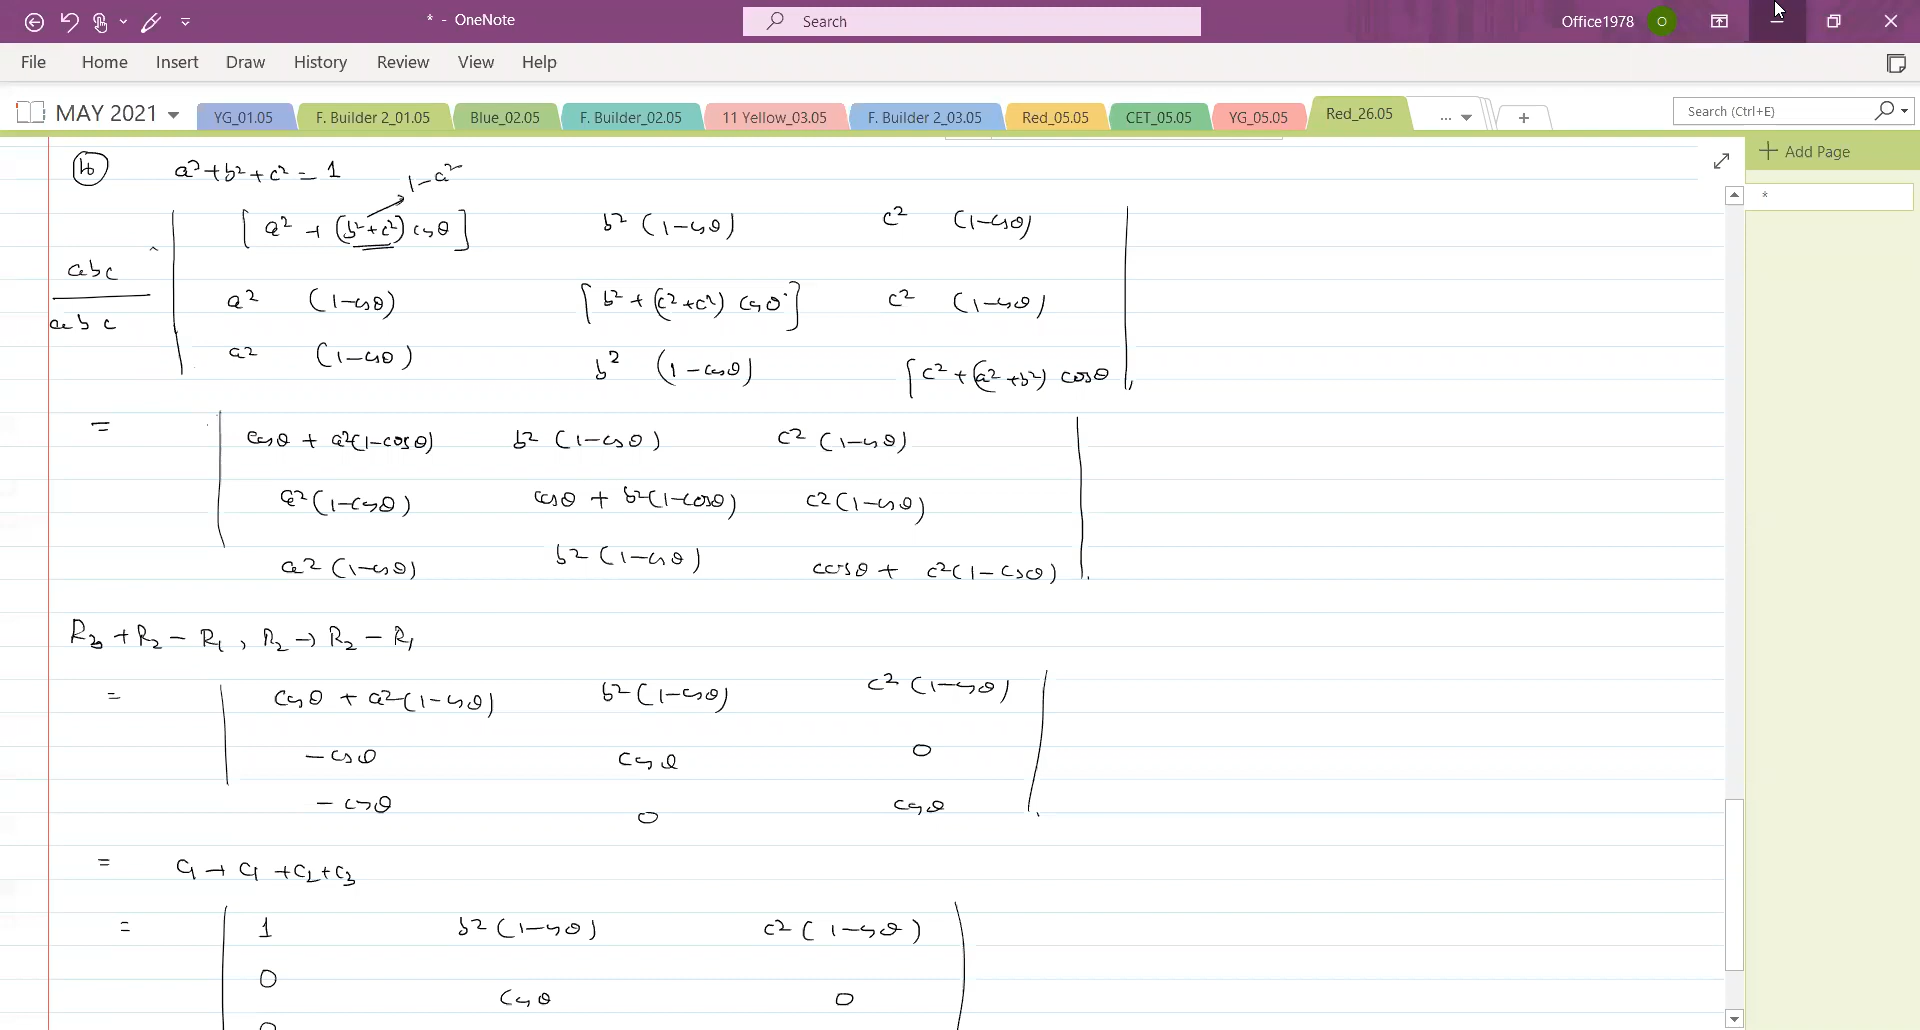 * - OneNote
Search
Office1978
O
File Home Insert Draw History Review View Help
MAY 2021
YG_01.05 F. Builder 2_01.05 Blue_02.05 F. Builder_02.05 11 Yellow_03.05 F. Builder 2_03.05 Red_05.05 CET_05.05 YG_05.05 Red_26.05 ... +
Search (Ctrl+E)
+ Add Page
*
a² + b² + c² = 1
1-a²
[a² + (b²+c²) cosθ] b² (1-cosθ) c² (1-cosθ)
abc
abc
a² (1-cosθ) [b² + (c²+c²) cosθ] c² (1-cosθ)
a² (1-cosθ) b² (1-cosθ) [c² + (a²+b²) cosθ
= cosθ + a²(1-cosθ) b² (1-cosθ) c² (1-cosθ)
a² (1-cosθ) cosθ + b²(1-cosθ) c² (1-cosθ)
a² (1-cosθ) b² (1-cosθ) cosθ + c²(1-cosθ)
R₃ + R₂ - R₁, R₂ → R₂ - R₁
= cosθ + a²(1-cosθ) b² (1-cosθ) c² (1-cosθ)
-cosθ cosθ 0
-cosθ 0 cosθ
= C₁ → C₁ + C₂ + C₃
= 1 b² (1-cosθ) c² (1-cosθ)
0
cosθ 0